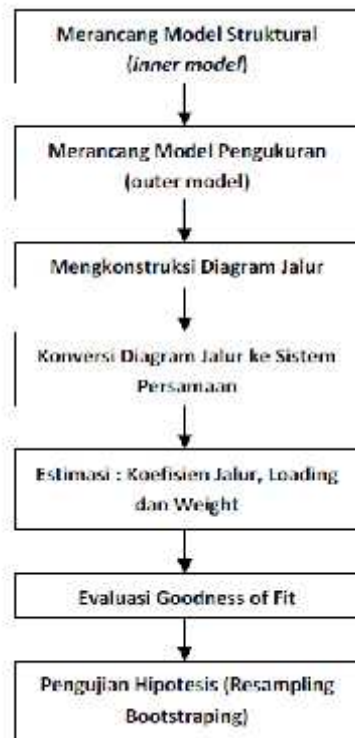 Merancang Model Struktural
(inner model)
Merancang Model Pengukuran
(outer model)
Mengkonstruksi Diagram Jalur
Konversi Diagram Jalur ke Sistem
Persamaan
Estimasi : Koefisien Jalur, Loading
dan Weight
Evaluasi Goodness of Fit
Pengujian Hipotesis (Resampling
Bootstraping)